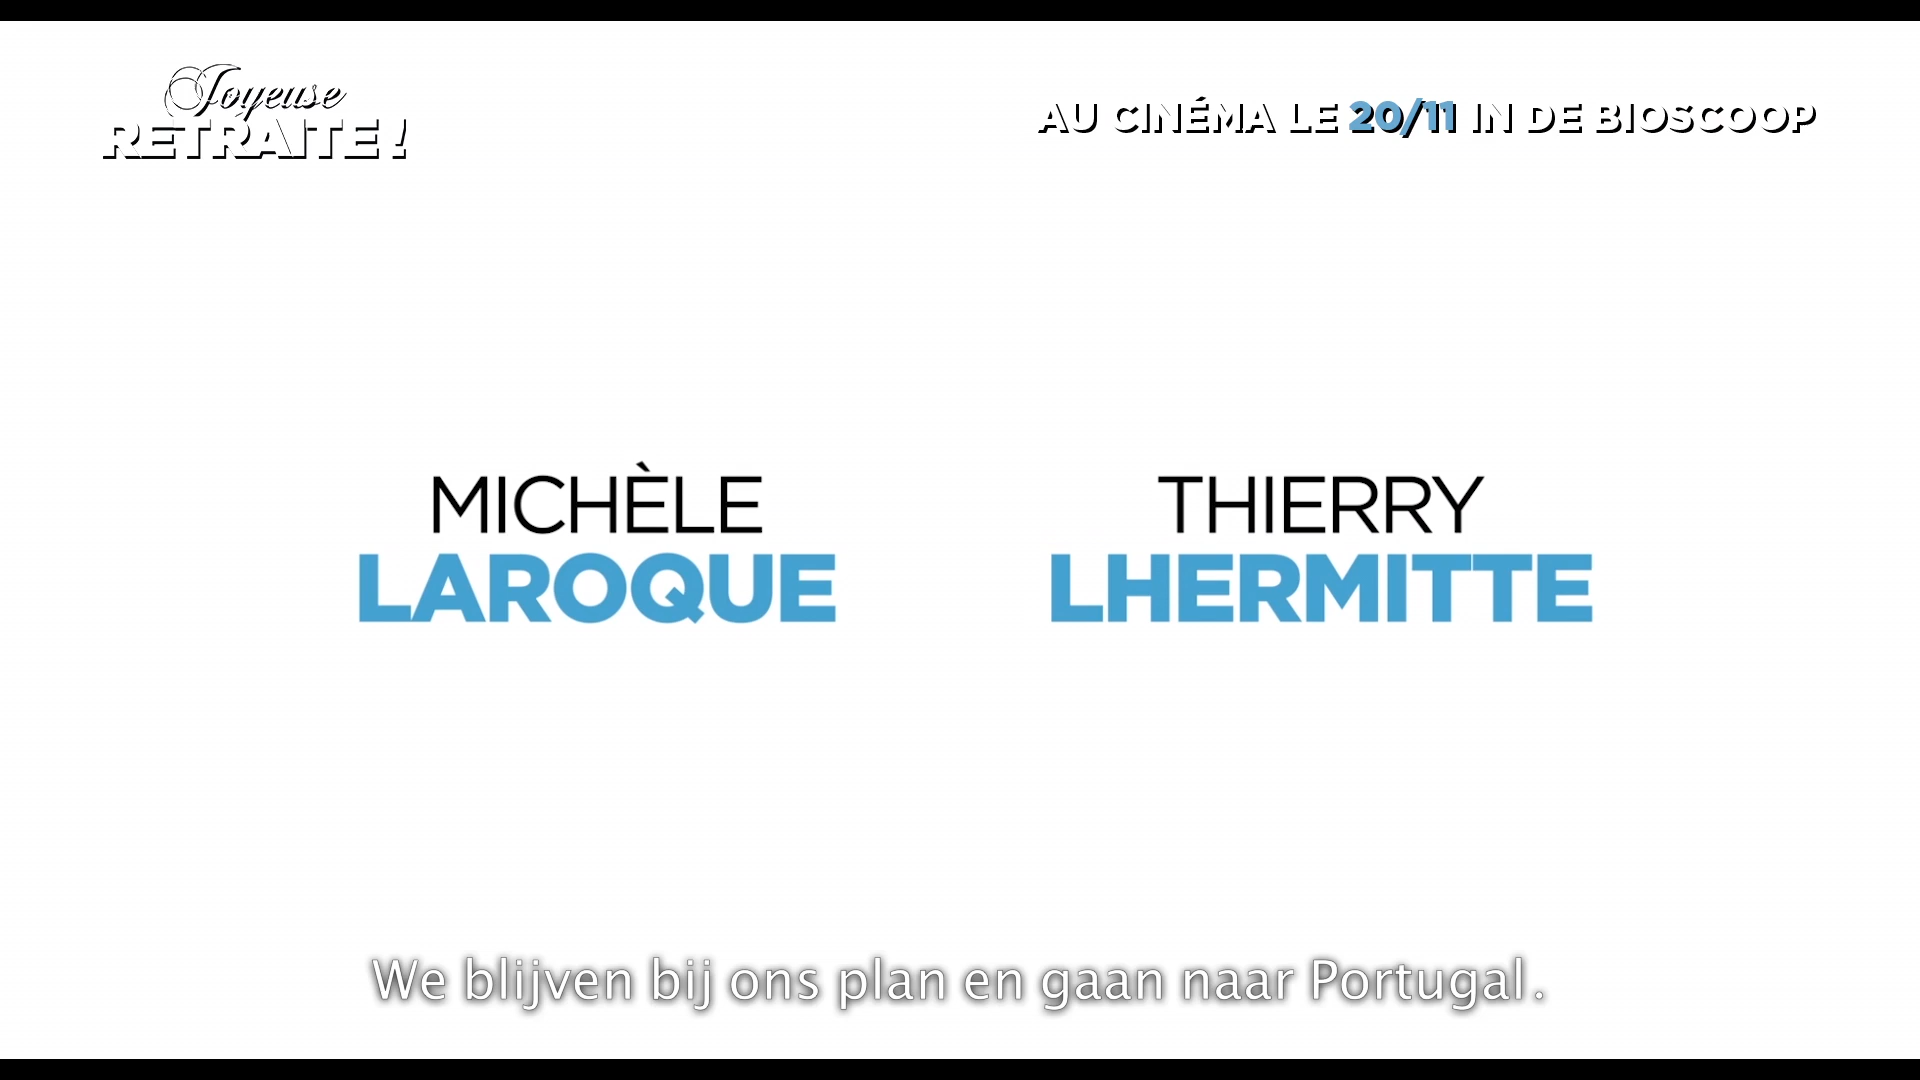 Joyeuse
RETRAITE !
AU CINÉMA LE 20/11 IN DE BIOSCOOP
MICHÈLE
LAROQUE
THIERRY
LHERMITTE
We blijven bij ons plan en gaan naar Portugal.